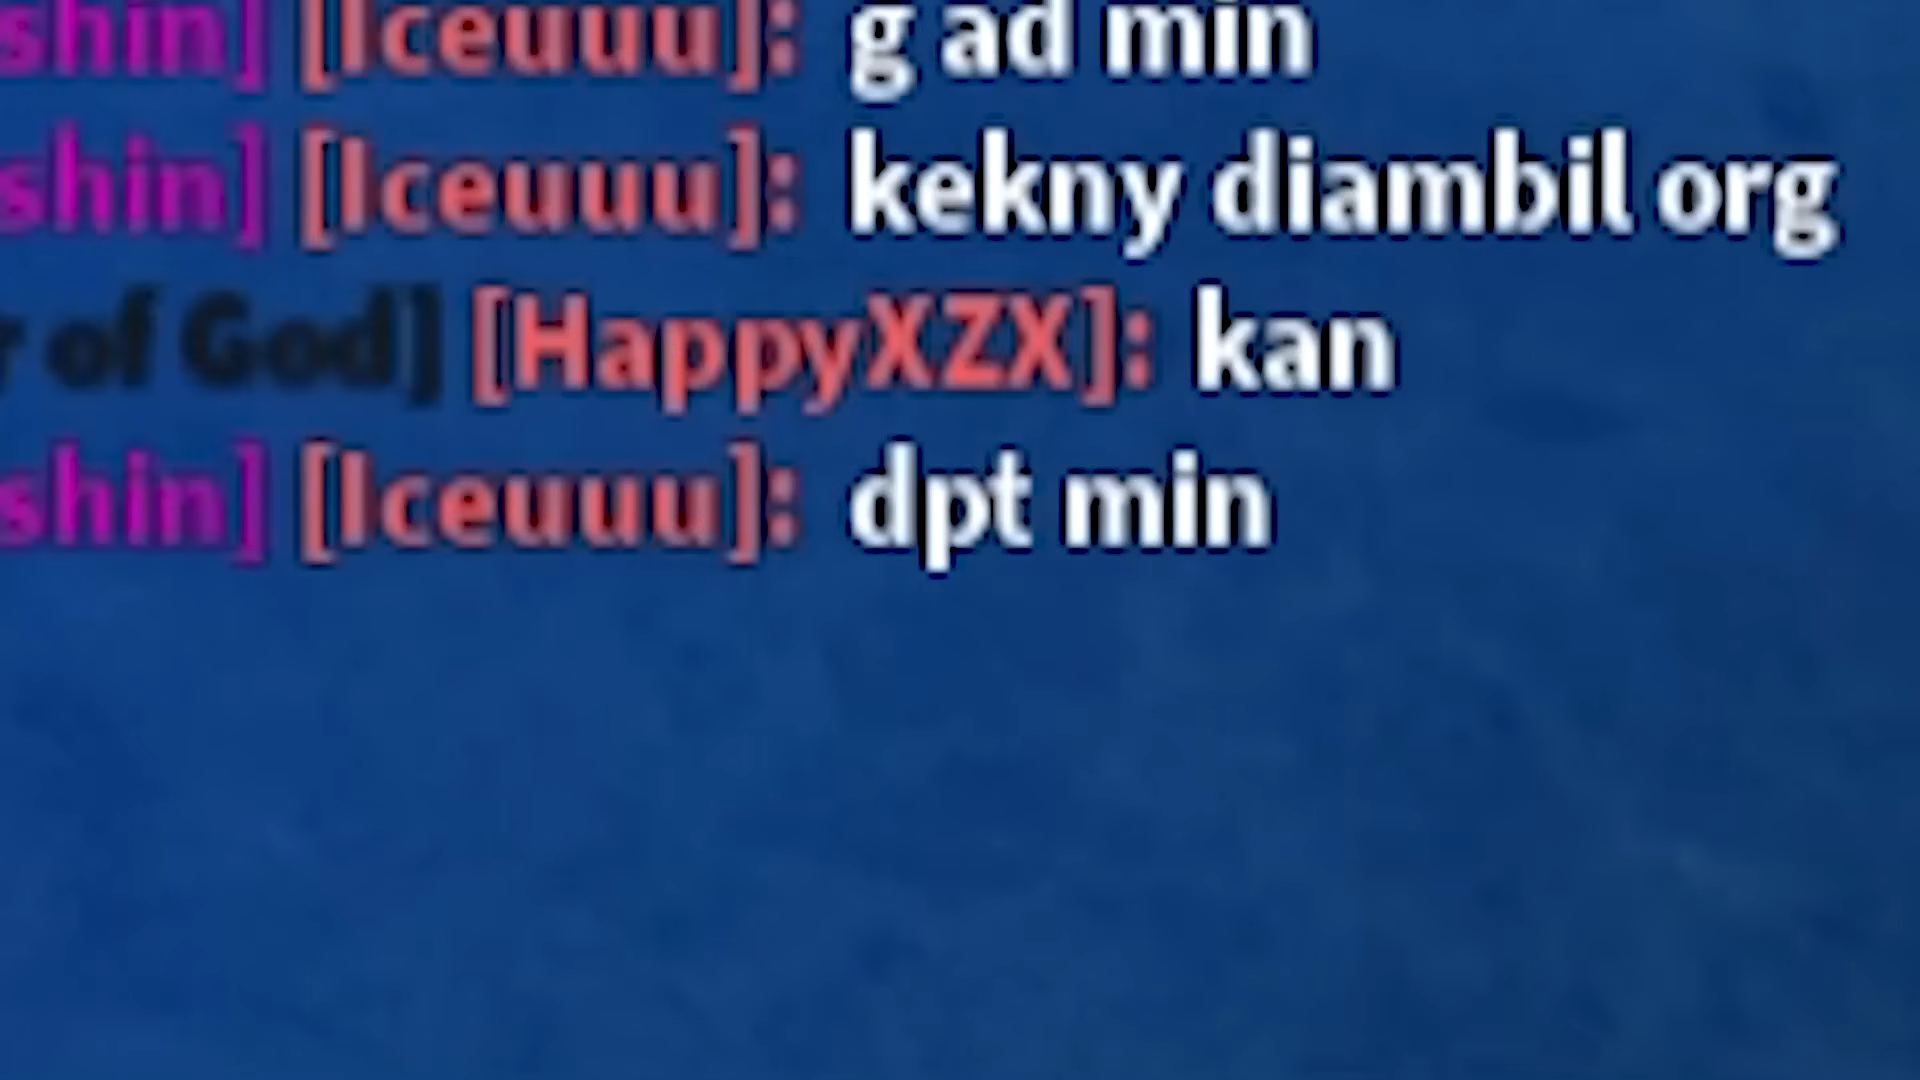 shin] [Iceuuu]: g ad min
shin] [Iceuuu]: kekny diambil org
r of God] [HappyXZX]: kan
shin] [Iceuuu]: dpt min